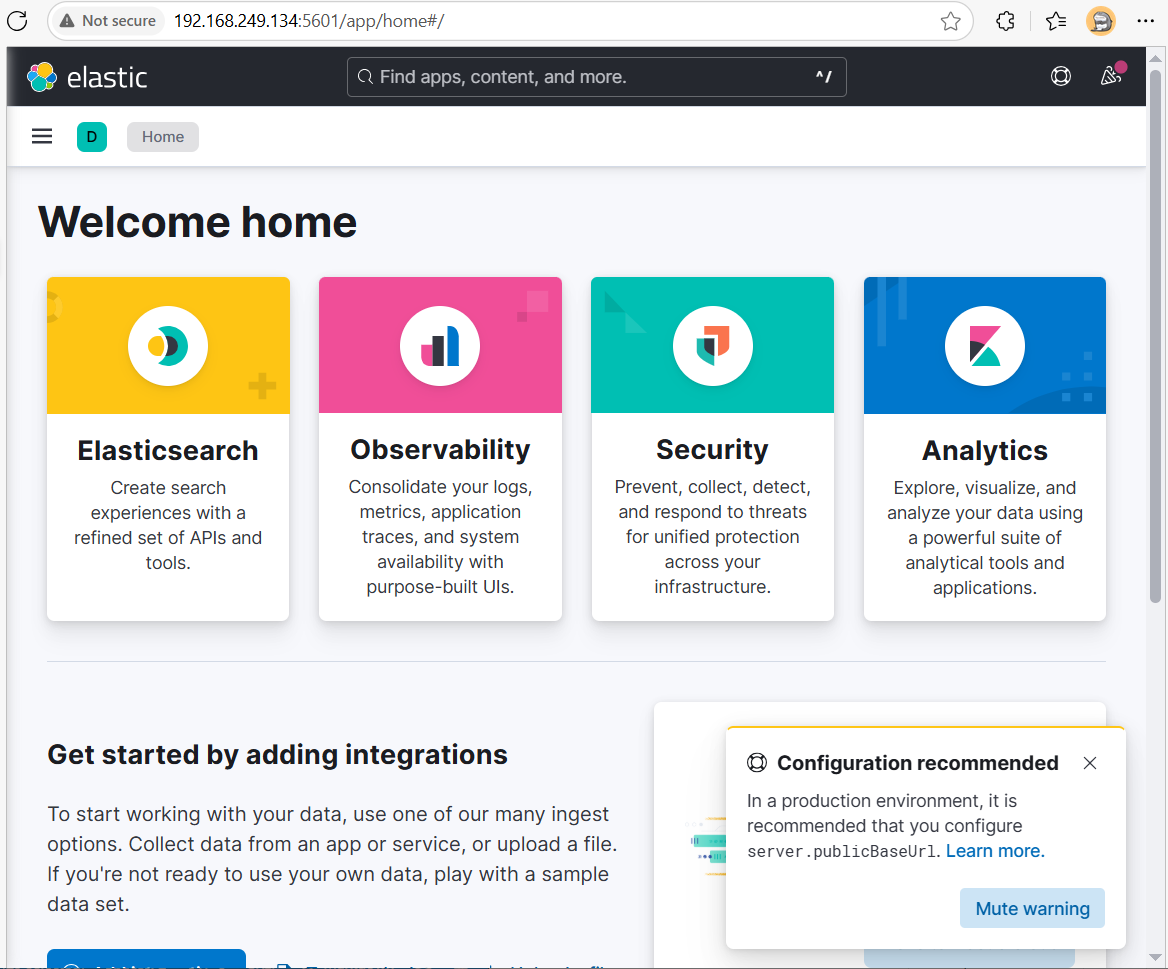 Not secure 192.168.249.134:5601/app/home#/
elastic
Find apps, content, and more. ^/
D Home
Welcome home
Elasticsearch
Create search
experiences with a
refined set of APIs and
tools.
Observability
Consolidate your logs,
metrics, application
traces, and system
availability with
purpose-built UIs.
Security
Prevent, collect, detect,
and respond to threats
for unified protection
across your
infrastructure.
Analytics
Explore, visualize, and
analyze your data using
a powerful suite of
analytical tools and
applications.
Get started by adding integrations
To start working with your data, use one of our many ingest
options. Collect data from an app or service, or upload a file.
If you're not ready to use your own data, play with a sample
data set.
Configuration recommended
In a production environment, it is
recommended that you configure
server.publicBaseUrl. Learn more.
Mute warning